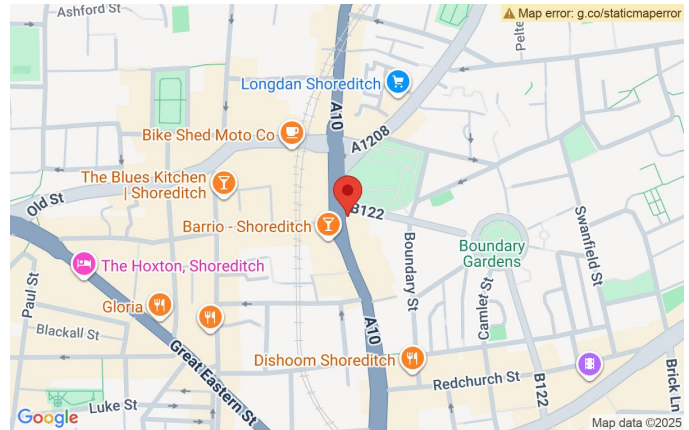 Ashford St
⚠ Map error: g.co/staticmaperror
Longdan Shoreditch
A10
A1208
Bike Shed Moto Co
The Blues Kitchen
| Shoreditch
Old St
B122
Barrio - Shoreditch
Swanfield St
Boundary St
Boundary
Gardens
The Hoxton, Shoreditch
Paul St
Gloria
Camlet St
Blackall St
A10
Great Eastern St
Dishoom Shoreditch
Redchurch St
B122
Brick Ln
Luke St
Google
Map data ©2025